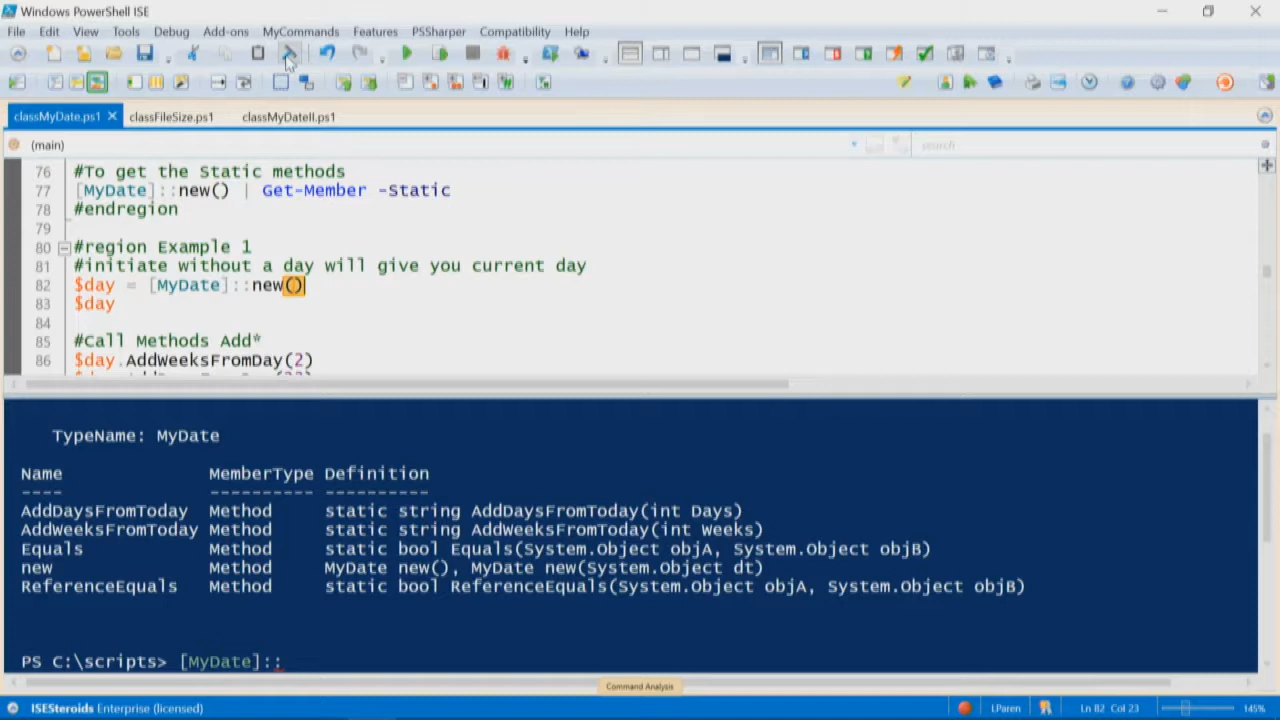 Windows PowerShell ISE
File Edit View Tools Debug Add-ons MyCommands Features PSSharper Compatibility Help
classMyDate.ps1 classFileSize.ps1 classMyDateII.ps1
(main) search
76 #To get the Static methods
77 [MyDate]::new() | Get-Member -Static
78 #endregion
79
80 #region Example 1
81 #initiate without a day will give you current day
82 $day = [MyDate]::new()
83 $day
84
85 #Call Methods Add*
86 $day.AddWeeksFromDay(2)
TypeName: MyDate
Name MemberType Definition
---- ---------- ----------
AddDaysFromToday Method static string AddDaysFromToday(int Days)
AddWeeksFromToday Method static string AddWeeksFromToday(int Weeks)
Equals Method static bool Equals(System.Object objA, System.Object objB)
new Method MyDate new(), MyDate new(System.Object dt)
ReferenceEquals Method static bool ReferenceEquals(System.Object objA, System.Object objB)
PS C:\scripts> [MyDate]::
Command Analysis
ISESteroids Enterprise (licensed) LParen Ln 82 Col 23 145%